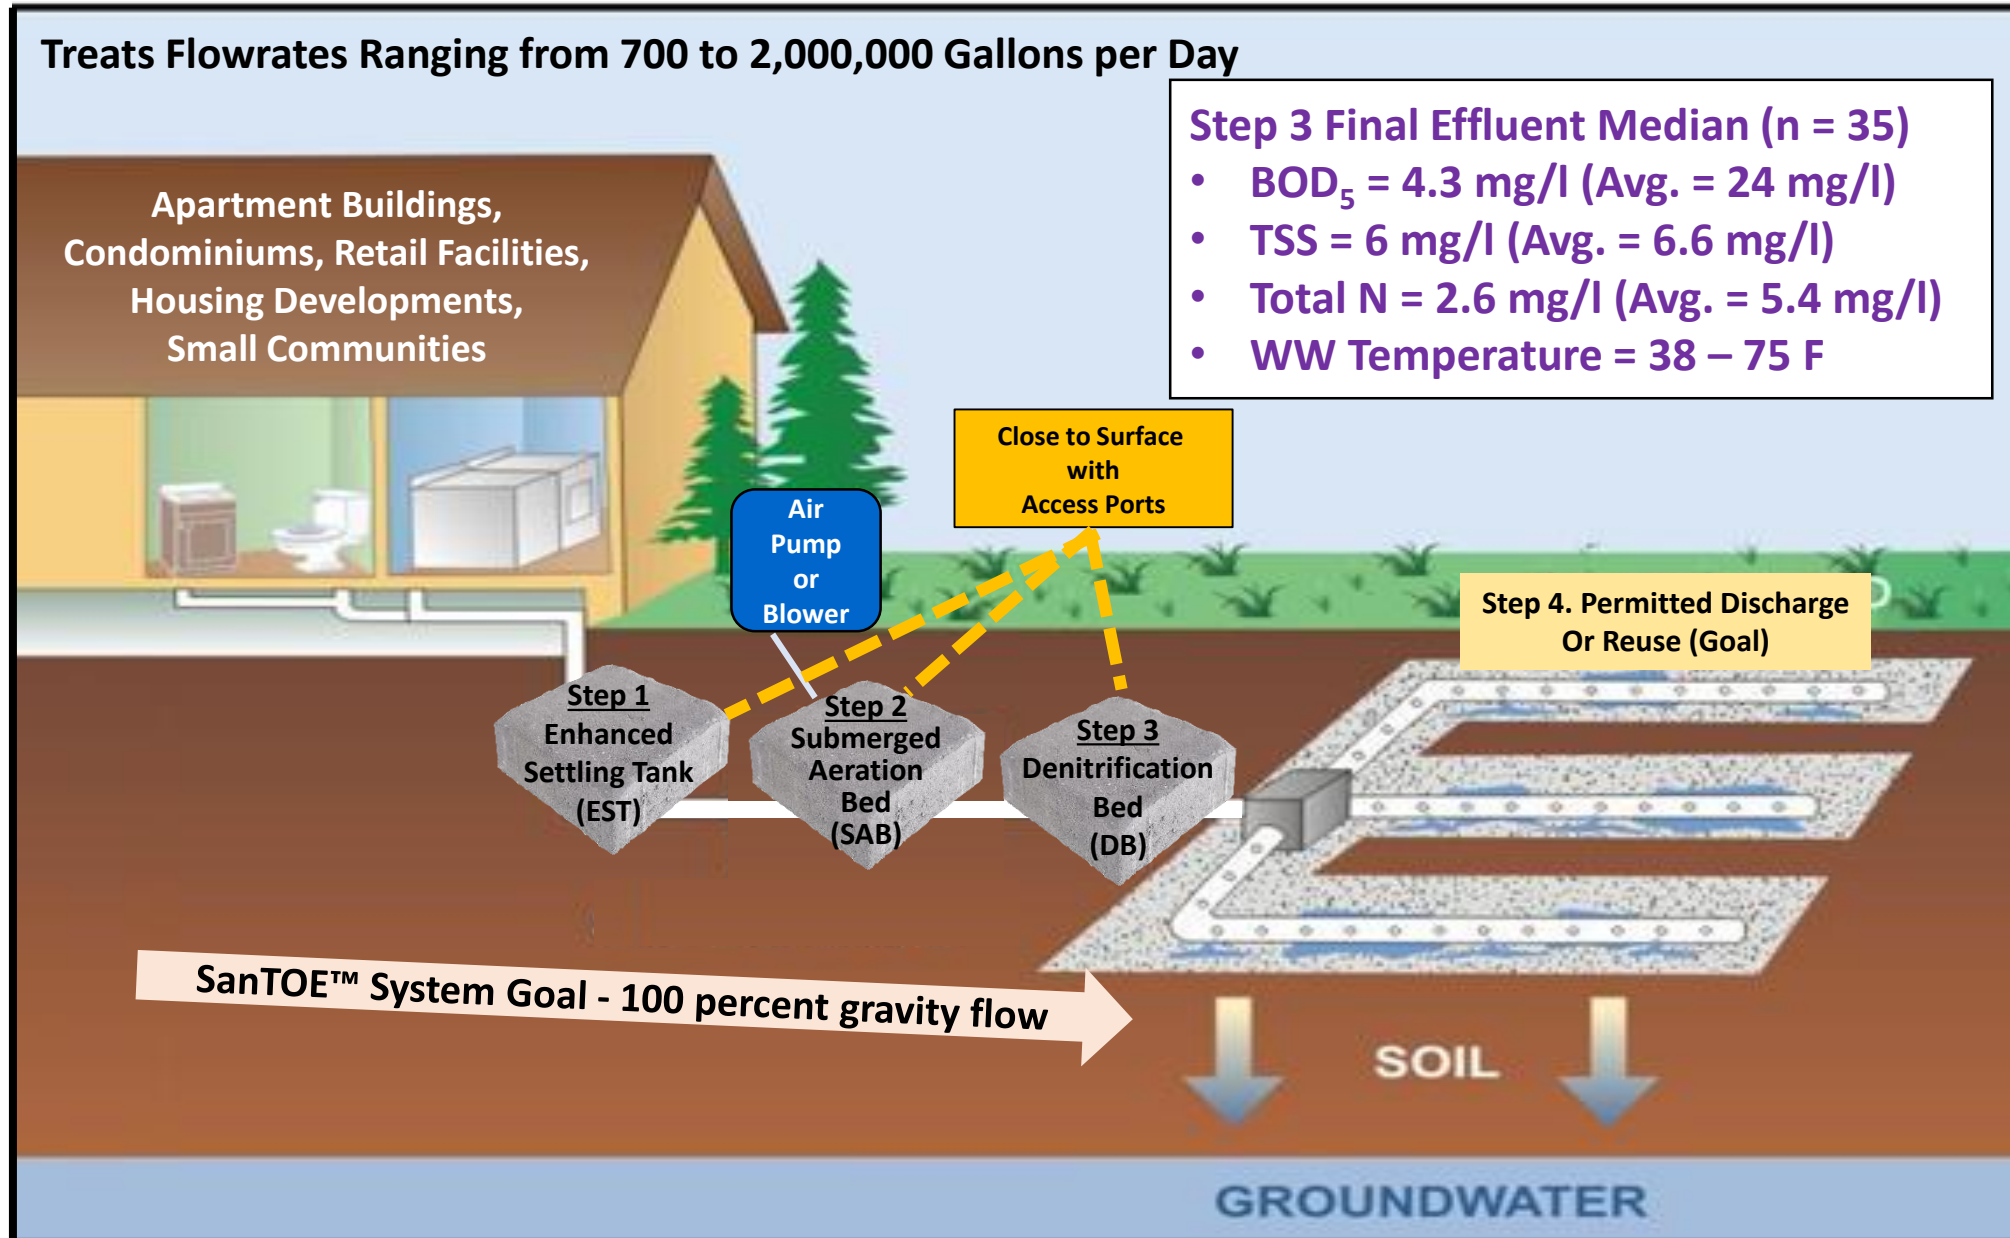 Treats Flowrates Ranging from 700 to 2,000,000 Gallons per Day
Step 3 Final Effluent Median (n = 35)
• BOD₅ = 4.3 mg/l (Avg. = 24 mg/l)
• TSS = 6 mg/l (Avg. = 6.6 mg/l)
• Total N = 2.6 mg/l (Avg. = 5.4 mg/l)
• WW Temperature = 38 – 75 F
Apartment Buildings,
Condominiums, Retail Facilities,
Housing Developments,
Small Communities
Close to Surface
with
Access Ports
Air
Pump
or
Blower
Step 4. Permitted Discharge
Or Reuse (Goal)
Step 1
Enhanced
Settling Tank
(EST)
Step 2
Submerged
Aeration
Bed
(SAB)
Step 3
Denitrification
Bed
(DB)
SanTOE™ System Goal - 100 percent gravity flow
SOIL
GROUNDWATER